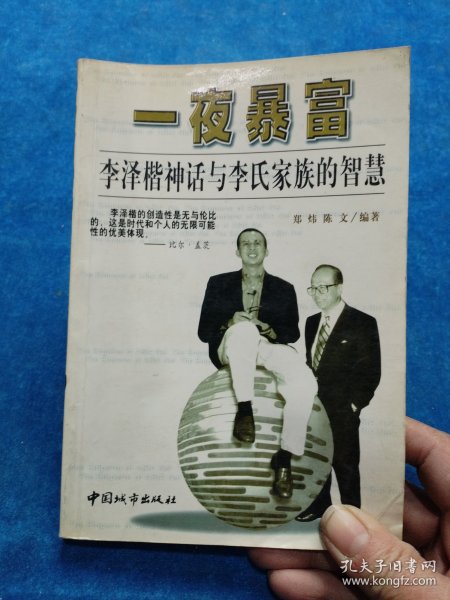 一夜暴富
李泽楷神话与李氏家族的智慧
郑炜 陈文/编著
李泽楷的创造性是无与伦比
的，这是时代和个人的无限可能
性的优美体现。
——比尔·盖茨
中国城市出版社
孔夫子旧书网
www.kongfz.com